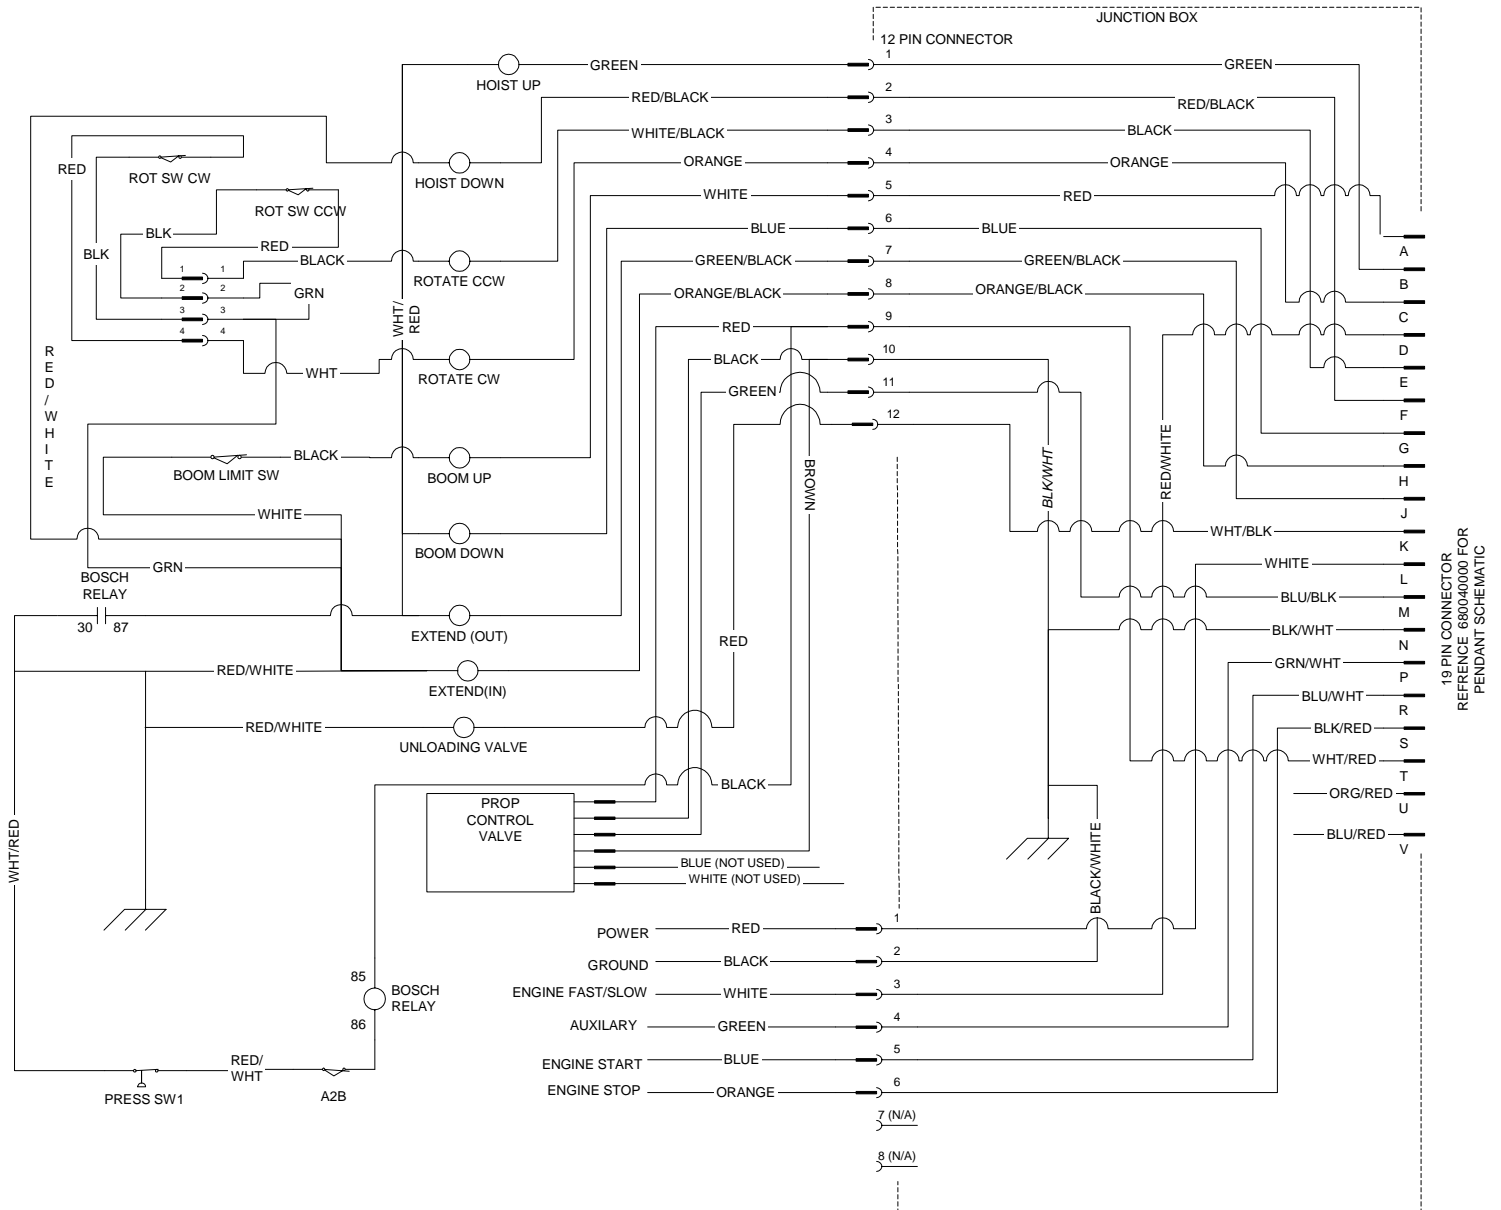 JUNCTION BOX
12 PIN CONNECTOR
1
GREEN
GREEN
HOIST UP
2
RED/BLACK
RED/BLACK
3
WHITE/BLACK
BLACK
4
ORANGE
ORANGE
RED
ROT SW CW
HOIST DOWN
5
WHITE
RED
ROT SW CCW
6
BLUE
BLUE
BLK
RED
BLK
BLACK
7
GREEN/BLACK
GREEN/BLACK
A
1
1
ROTATE CCW
2
2
GRN
8
ORANGE/BLACK
ORANGE/BLACK
B
3
3
WHT/
RED
9
RED
C
4
4
RED/WHITE
10
BLACK
D
WHT
ROTATE CW
11
GREEN
E
12
F
RED/WHITE
BROWN
BLK/WHT
G
BLACK
BOOM LIMIT SW
BOOM UP
H
WHITE
J
WHT/BLK
BOOM DOWN
K
GRN
WHITE
BOSCH
RELAY
L
30
87
BLU/BLK
M
EXTEND (OUT)
RED
BLK/WHT
N
RED/WHITE
GRN/WHT
P
EXTEND(IN)
BLU/WHT
R
RED/WHITE
BLK/RED
UNLOADING VALVE
S
WHT/RED
T
BLACK
ORG/RED
U
BLU/RED
V
19 PIN CONNECTOR
REFRENCE 680040000 FOR
PENDANT SCHEMATIC
PROP
CONTROL
VALVE
BLUE (NOT USED)
WHITE (NOT USED)
WHT/RED
BLACK/WHITE
1
POWER
RED
2
GROUND
BLACK
85
3
ENGINE FAST/SLOW
WHITE
BOSCH
RELAY
86
4
AUXILARY
GREEN
5
ENGINE START
BLUE
RED/
WHT
6
ENGINE STOP
ORANGE
PRESS SW1
A2B
7 (N/A)
8 (N/A)